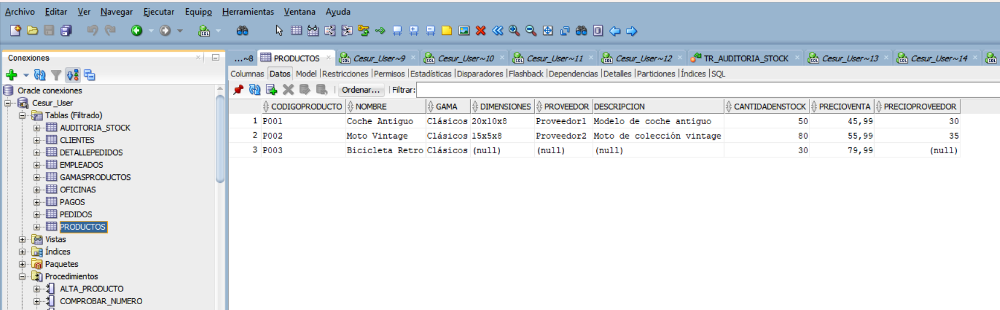 Archivo Editar Ver Navegar Ejecutar Equipo Herramientas Ventana Ayuda
Conexiones
Oracle conexiones
Cesur_User
Tablas (Filtrado)
AUDITORIA_STOCK
CLIENTES
DETALLEPEDIDOS
EMPLEADOS
GAMASPRODUCTOS
OFICINAS
PAGOS
PEDIDOS
PRODUCTOS
Vistas
Índices
Paquetes
Procedimientos
ALTA_PRODUCTO
COMPROBAR_NUMERO
...~8 PRODUCTOS Cesur_User~9 Cesur_User~10 Cesur_User~11 Cesur_User~12 TR_AUDITORIA_STOCK Cesur_User~13 Cesur_User~14
Columnas Datos Model Restricciones Permisos Estadísticas Disparadores Flashback Dependencias Detalles Particiones Índices SQL
Ordenar... Filtrar:
CODIGOPRODUCTO NOMBRE GAMA DIMENSIONES PROVEEDOR DESCRIPCION CANTIDADENSTOCK PRECIOVENTA PRECIOPROVEEDOR
1 P001 Coche Antiguo Clásicos 20x10x8 Proveedor1 Modelo de coche antiguo 50 45,99 30
2 P002 Moto Vintage Clásicos 15x5x8 Proveedor2 Moto de colección vintage 80 55,99 35
3 P003 Bicicleta Retro Clásicos (null) (null) (null) 30 79,99 (null)